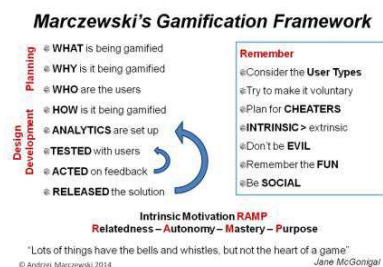 Marczewski's Gamification Framework
Planning
WHAT is being gamified
WHY is it being gamified
WHO are the users
Design
Development
HOW is it being gamified
ANALYTICS are set up
TESTED with users
ACTED on feedback
RELEASED the solution
Remember
Consider the User Types
Try to make it voluntary
Plan for CHEATERS
INTRINSIC > extrinsic
Don't be EVIL
Remember the FUN
Be SOCIAL
Intrinsic Motivation RAMP
Relatedness – Autonomy – Mastery – Purpose
"Lots of things have the bells and whistles, but not the heart of a game"
Jane McGonigal
© Andrzej Marczewski 2014